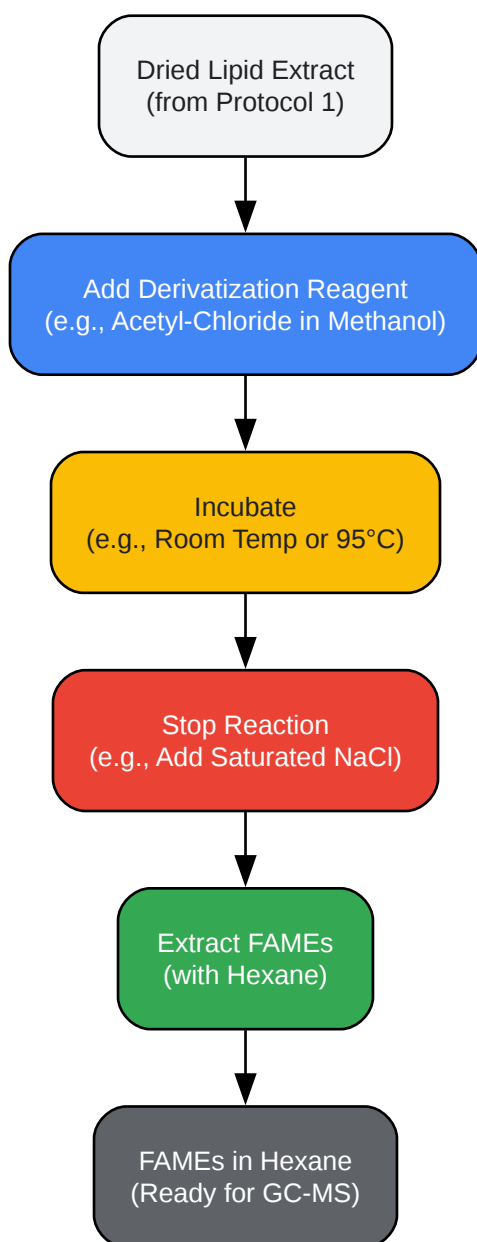 Dried Lipid Extract
(from Protocol 1)
Add Derivatization Reagent
(e.g., Acetyl-Chloride in Methanol)
Incubate
(e.g., Room Temp or 95°C)
Stop Reaction
(e.g., Add Saturated NaCl)
Extract FAMEs
(with Hexane)
FAMEs in Hexane
(Ready for GC-MS)